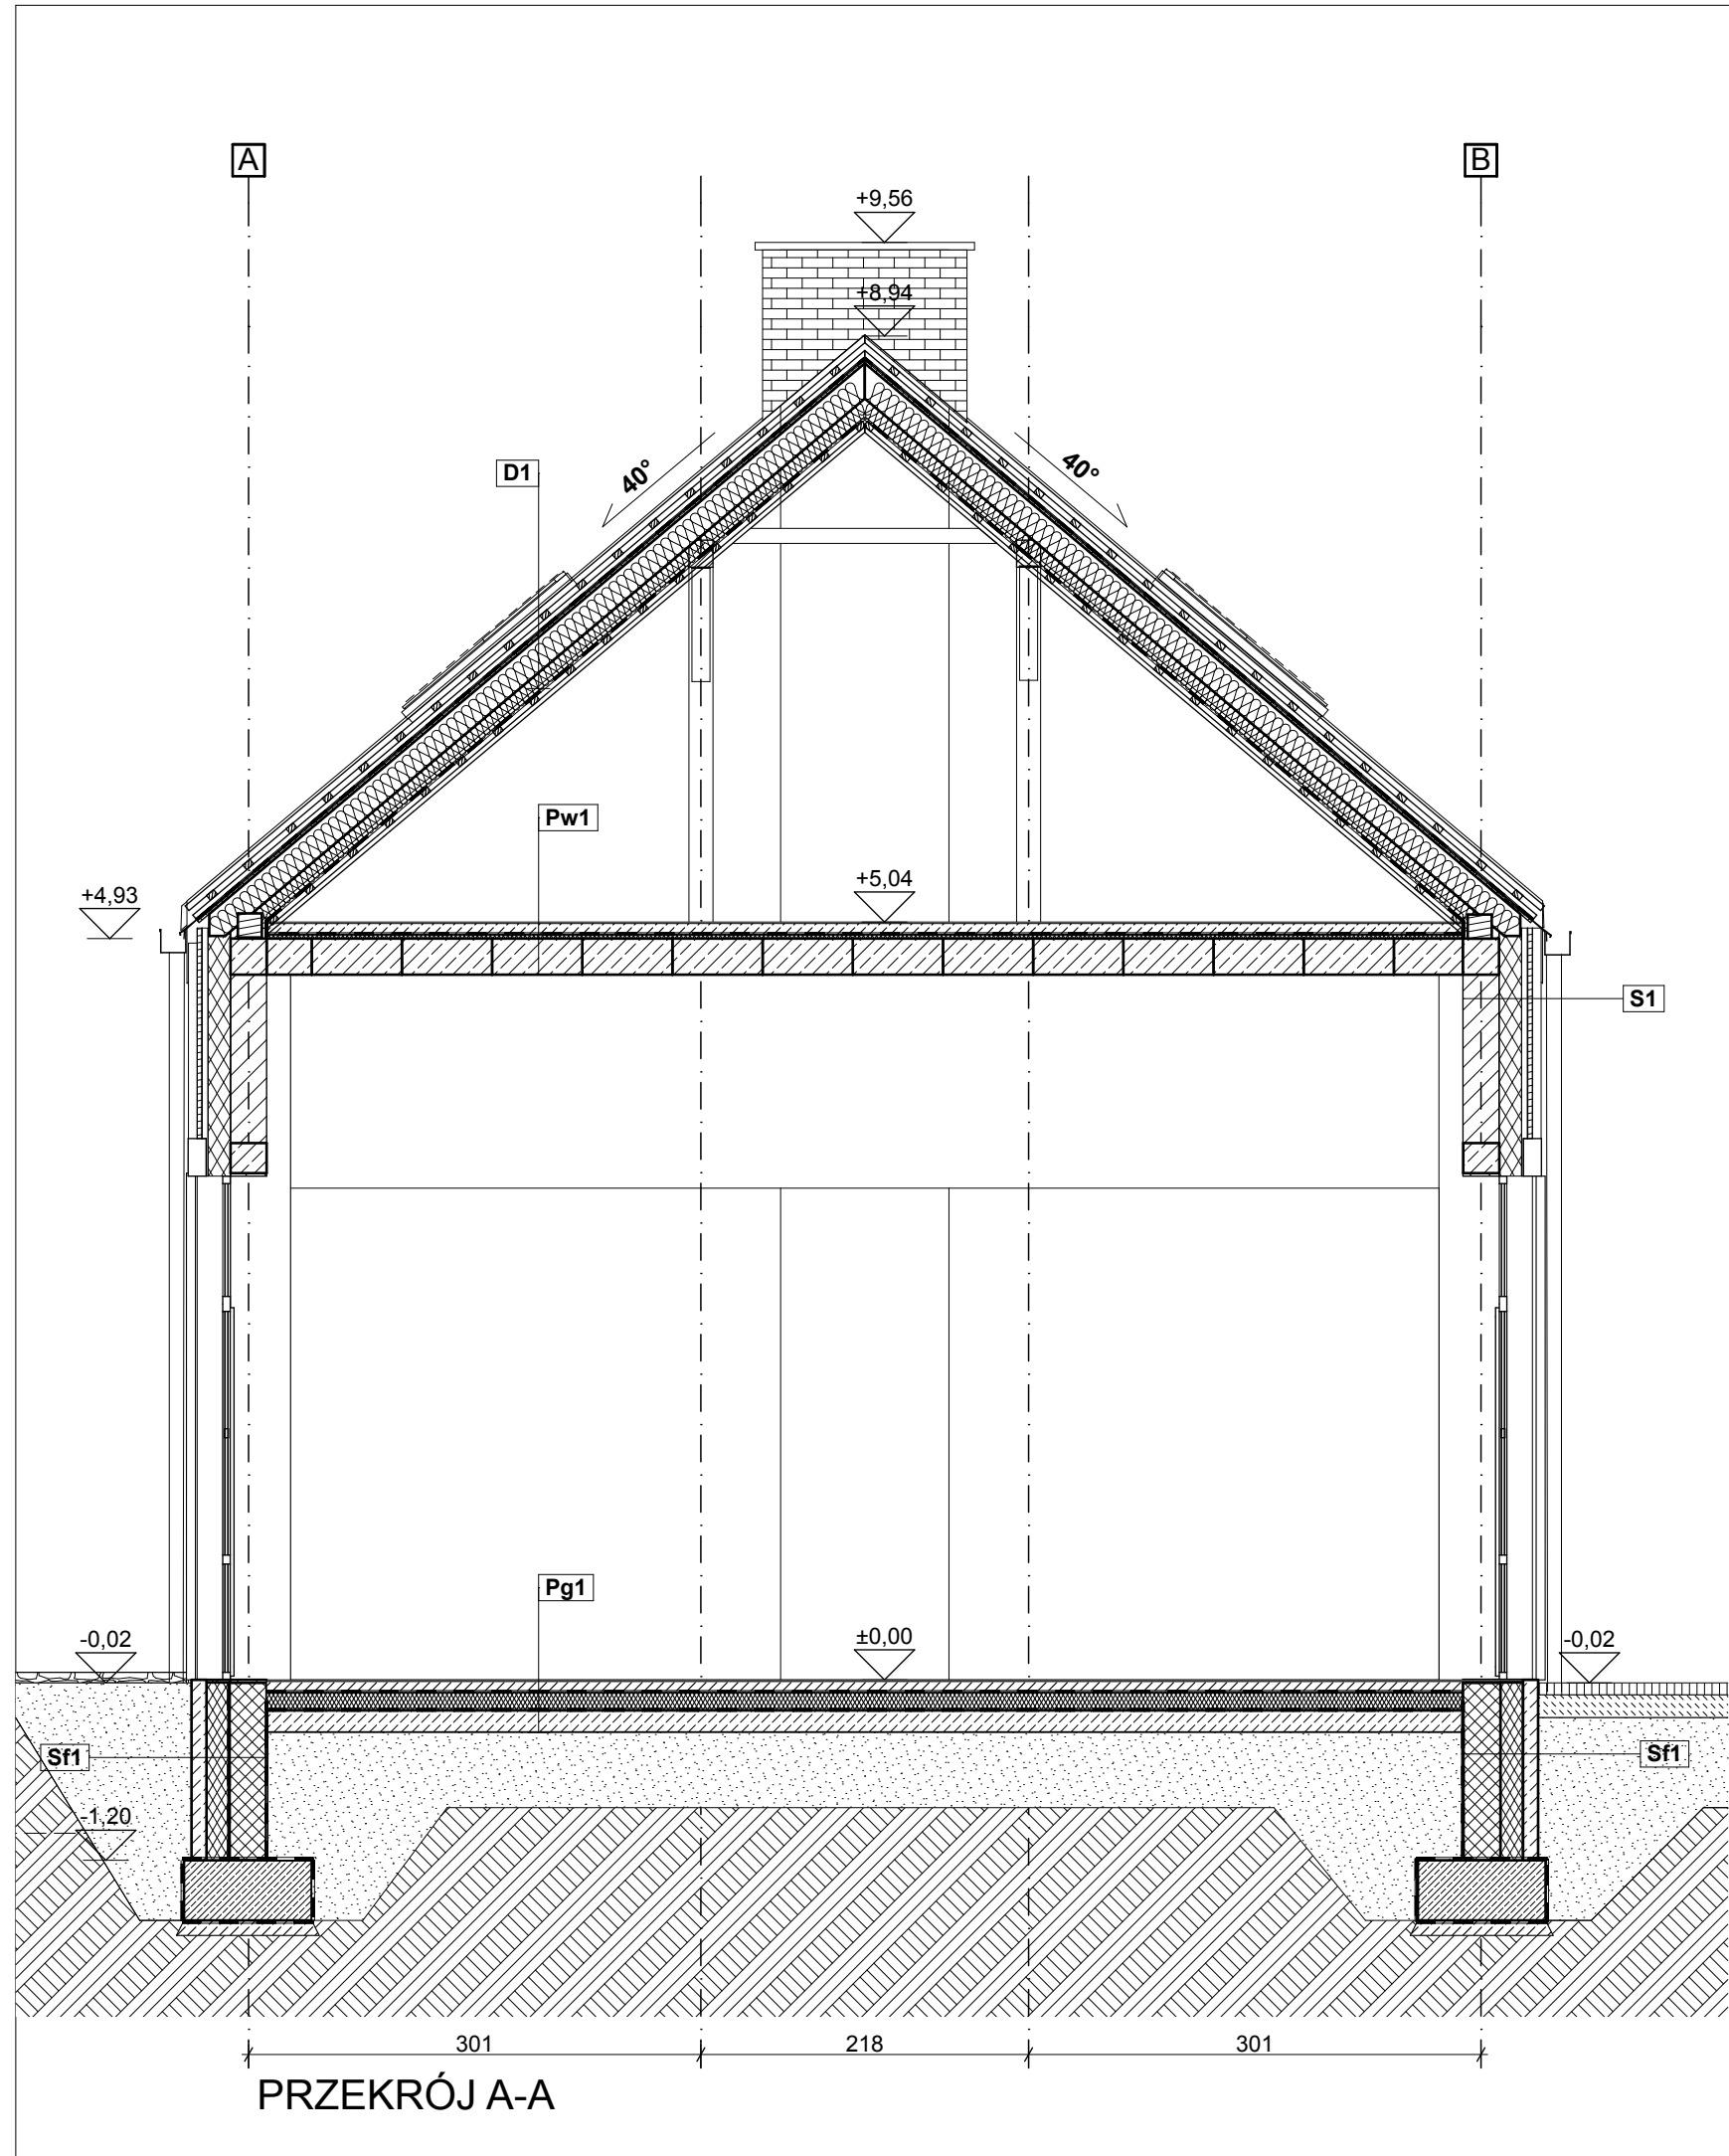 A
B
+9,56
+8,94
40°
40°
D1
Pw1
+4,93
+5,04
S1
Pg1
-0,02
±0,00
-0,02
Sf1
Sf1
-1,20
301
218
301
PRZEKRÓJ A-A